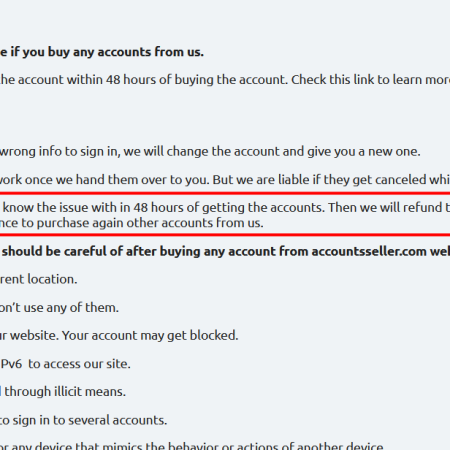 e if you buy any accounts from us.
he account within 48 hours of buying the account. Check this link to learn more
wrong info to sign in, we will change the account and give you a new one.
work once we hand them over to you. But we are liable if they get canceled whi
know the issue with in 48 hours of getting the accounts. Then we will refund t
nce to purchase again other accounts from us.
should be careful of after buying any account from accountsseller.com we
rent location.
on't use any of them.
ur website. Your account may get blocked.
Pv6 to access our site.
d through illicit means.
to sign in to several accounts.
or any device that mimics the behavior or actions of another device